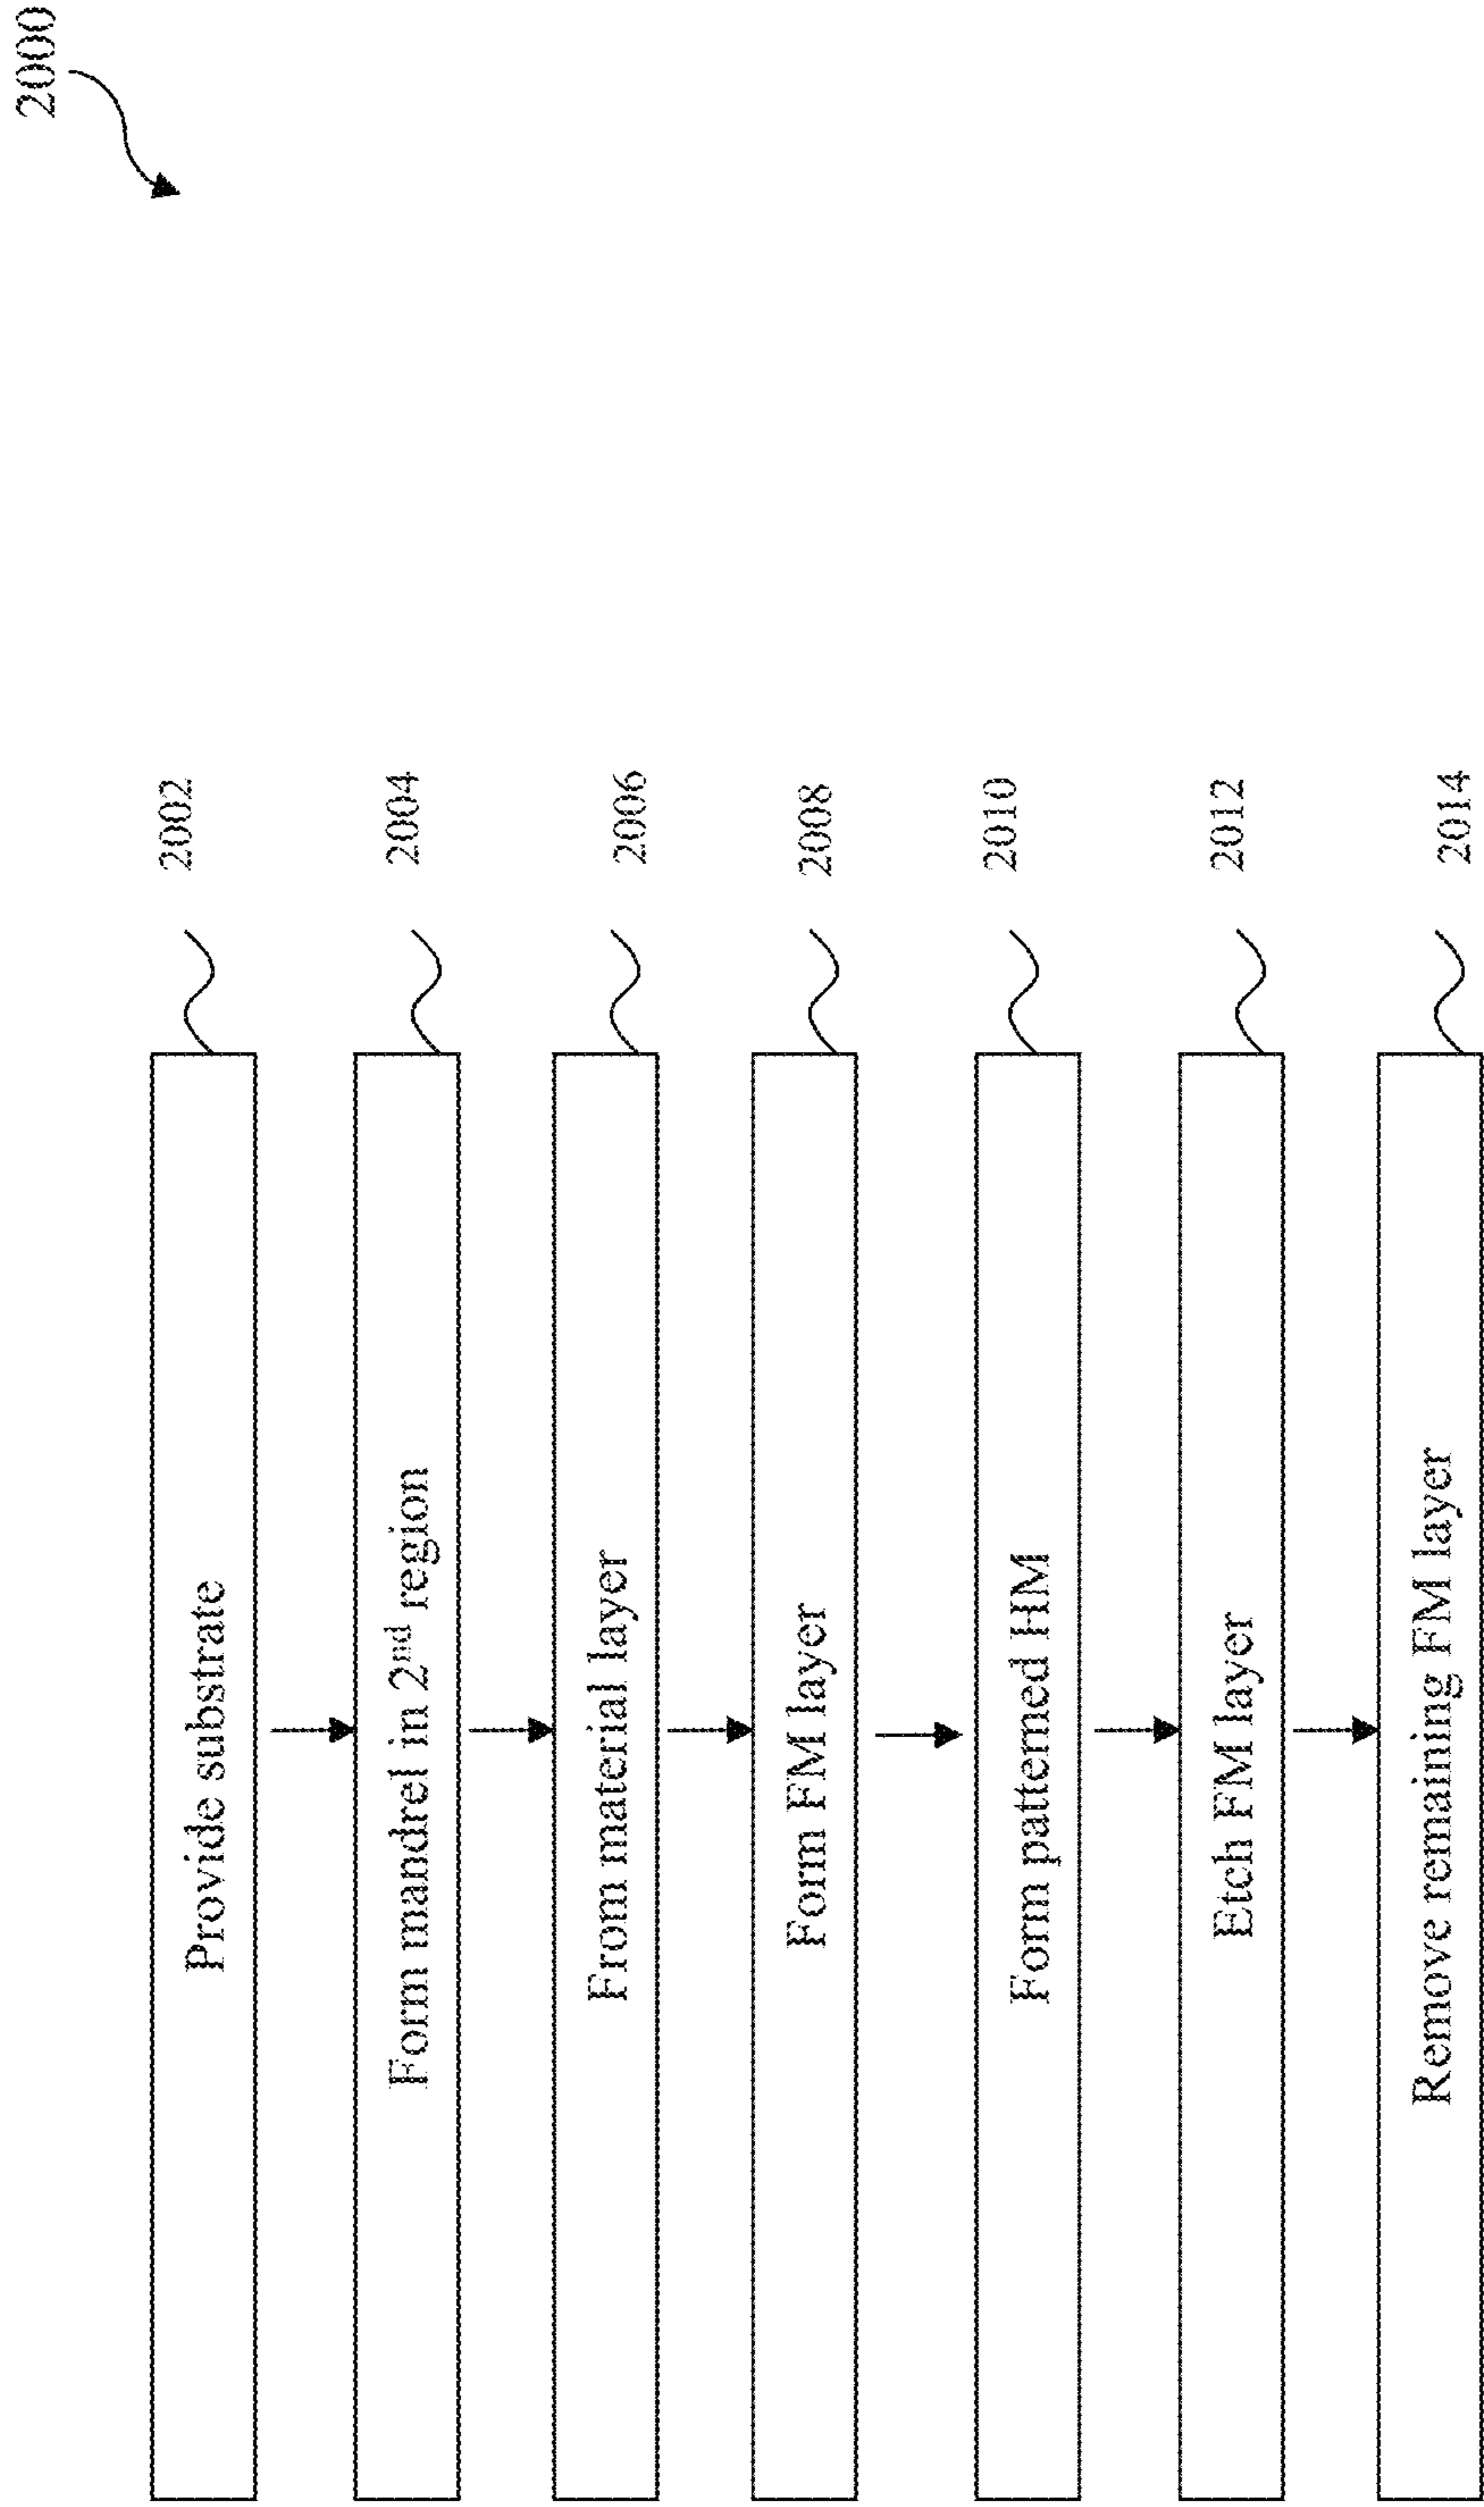 2000
Provide substrate
2002
Form mandrel in 2nd region
2004
From material layer
2006
Form FM layer
2008
Form patterned HM
2010
Etch FM layer
2012
Remove remaining FM layer
2014